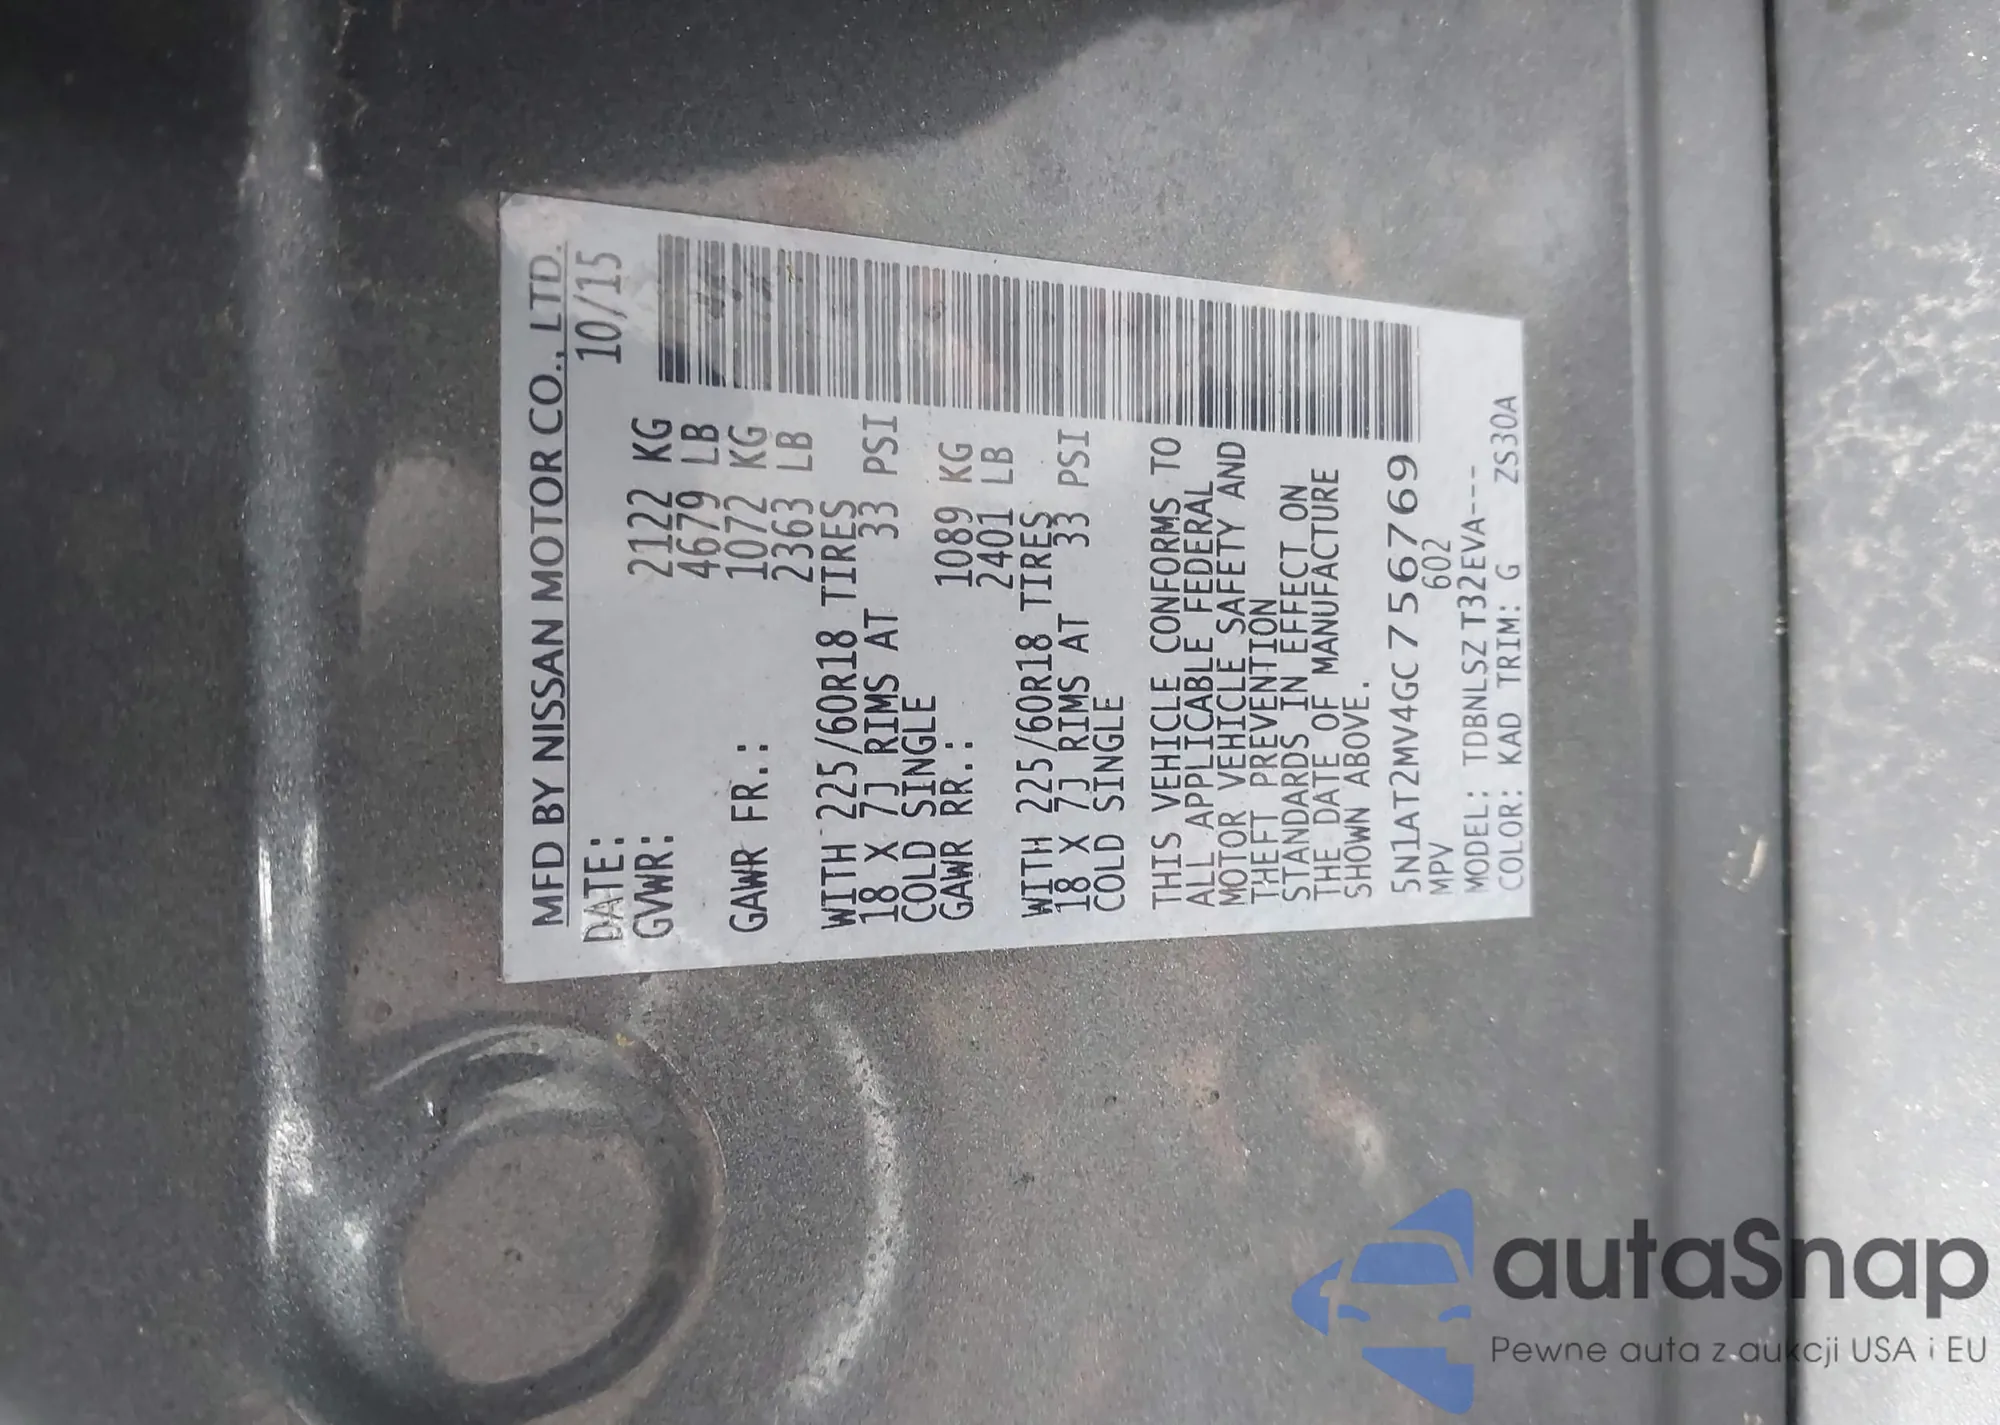 MFD BY NISSAN MOTOR CO., LTD.
DATE: 10/15
GVWR: 2122 KG
4679 LB
GAWR FR.: 1072 KG
2363 LB
WITH 225/60R18 TIRES
18 X 7J RIMS AT 33 PSI
COLD SINGLE
GAWR RR.: 1089 KG
2401 LB
WITH 225/60R18 TIRES
18 X 7J RIMS AT 33 PSI
COLD SINGLE
THIS VEHICLE CONFORMS TO
ALL APPLICABLE FEDERAL
MOTOR VEHICLE SAFETY AND
THEFT PREVENTION
STANDARDS IN EFFECT ON
THE DATE OF MANUFACTURE
SHOWN ABOVE.
5N1AT2MV4GC756769
MPV 602
MODEL: TDBNLSZ T32EVA---
COLOR: KAD TRIM: G ZS30A
autaSnap
Pewne auta z aukcji USA i EU